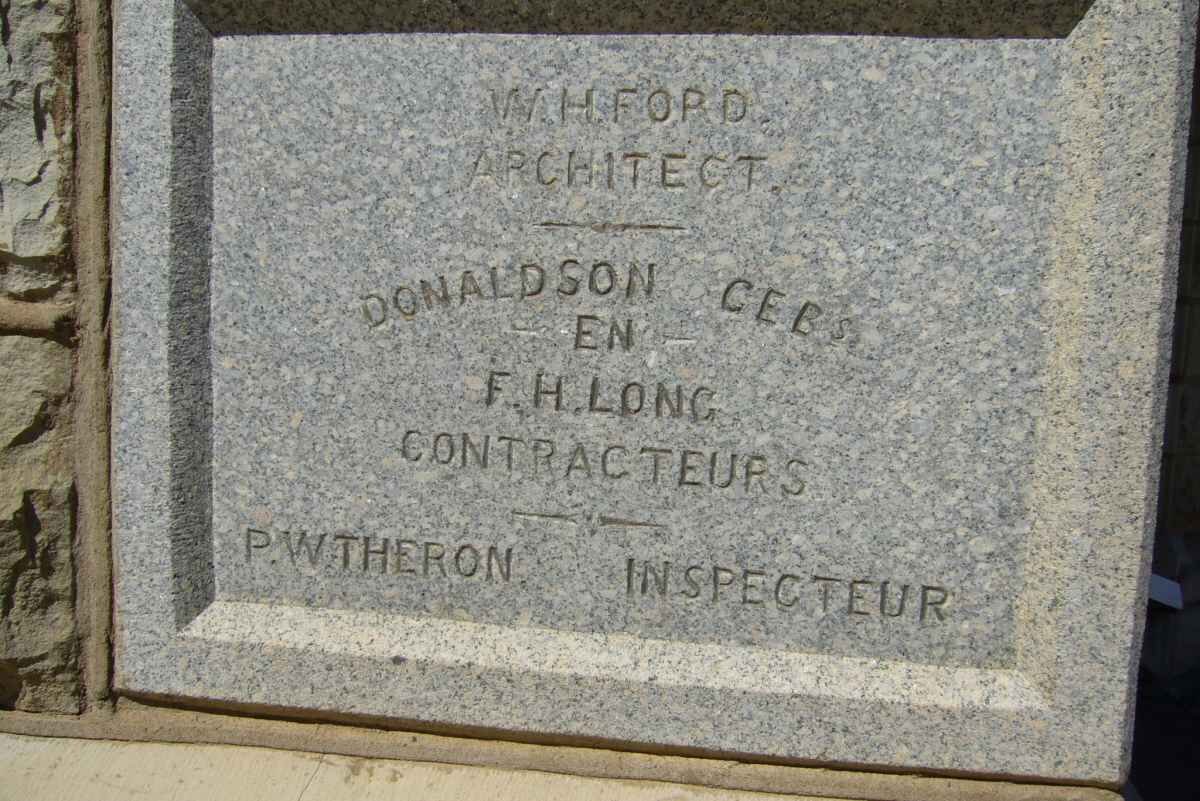 W.H.FORD.
ARCHITECT.
DONALDSON GEBS.
- EN -
F.H.LONG
CONTRACTEURS
P.W.THERON INSPECTEUR